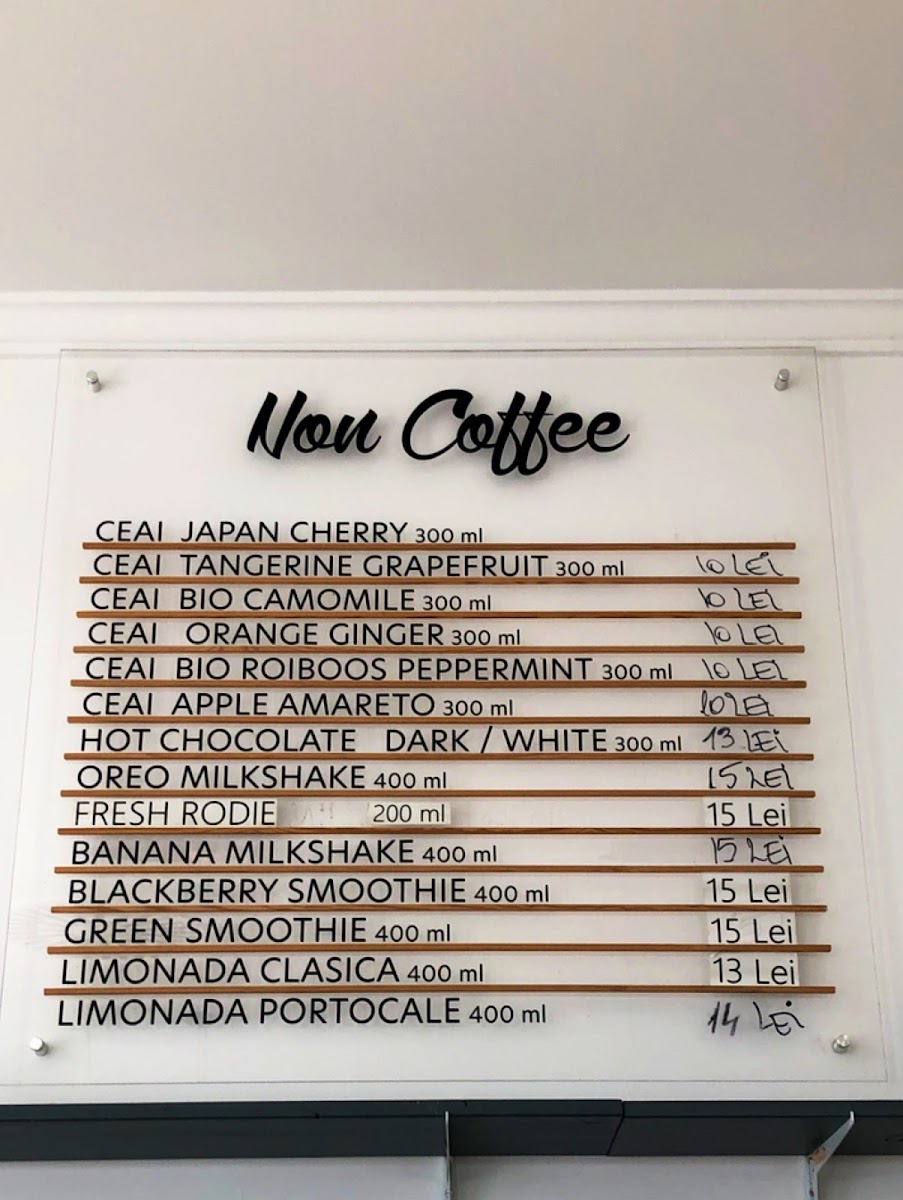 Non Coffee
CEAI JAPAN CHERRY 300 ml
CEAI TANGERINE GRAPEFRUIT 300 ml 10 LEI
CEAI BIO CAMOMILE 300 ml 10 LEI
CEAI ORANGE GINGER 300 ml 10 LEI
CEAI BIO ROIBOOS PEPPERMINT 300 ml 10 LEI
CEAI APPLE AMARETO 300 ml 10 LEI
HOT CHOCOLATE DARK / WHITE 300 ml 13 LEI
OREO MILKSHAKE 400 ml 15 LEI
FRESH RODIE 200 ml 15 Lei
BANANA MILKSHAKE 400 ml 15 LEI
BLACKBERRY SMOOTHIE 400 ml 15 Lei
GREEN SMOOTHIE 400 ml 15 Lei
LIMONADA CLASICA 400 ml 13 Lei
LIMONADA PORTOCALE 400 ml 14 LEI